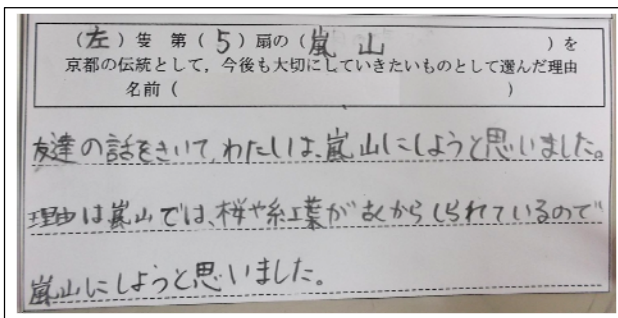 (左)隻 第(5)扇の(嵐山)を
京都の伝統として，今後も大切にしていきたいものとして選んだ理由
名前( )
友達の話をきいて，わたしは、嵐山にしようと思いました。
理由は嵐山では、桜や紅葉が古くからしられているので
嵐山にしようと思いました。